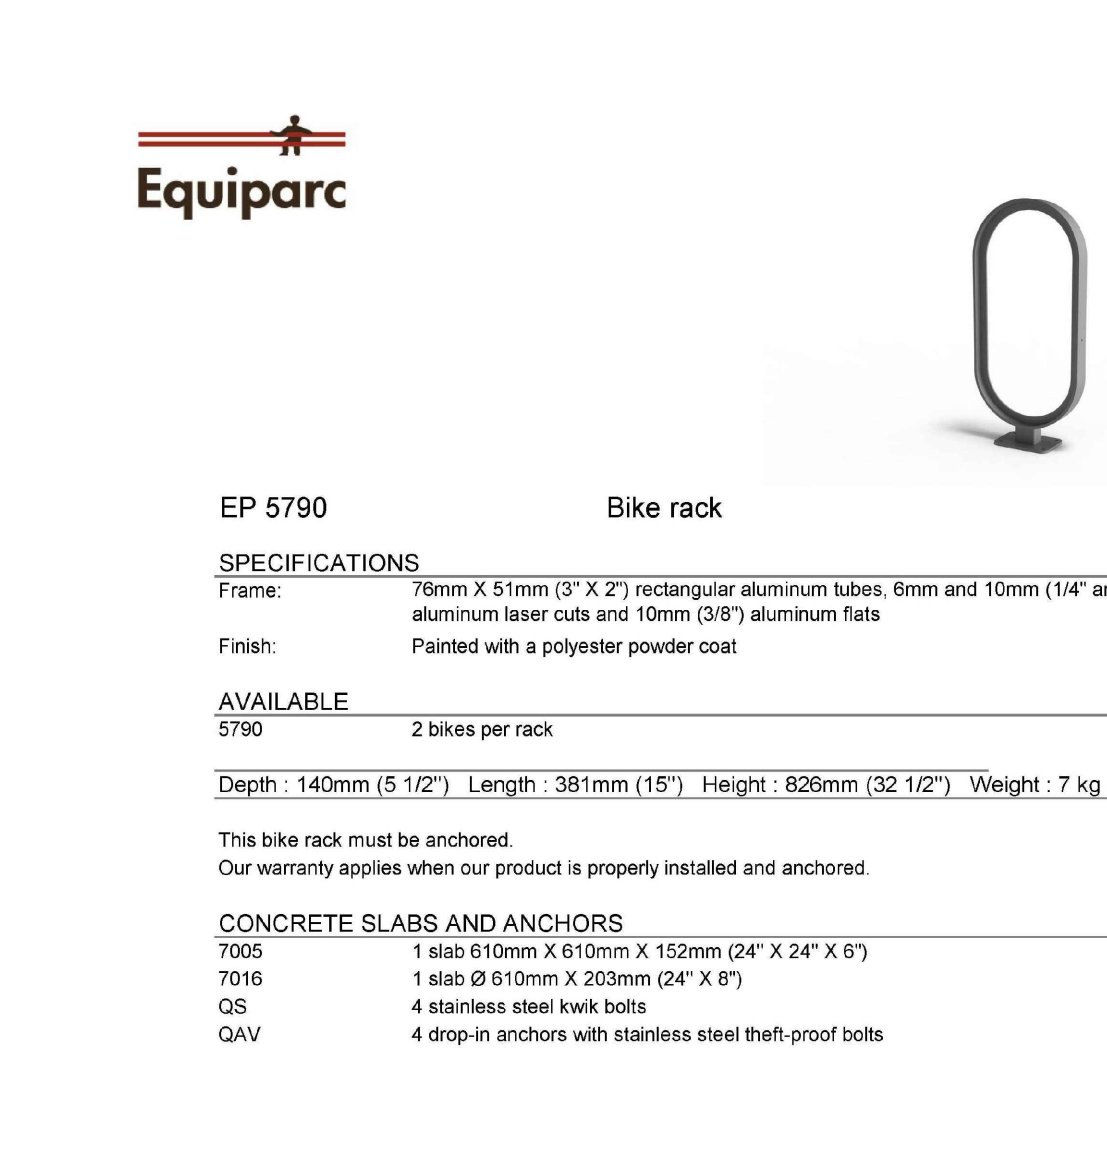 Equiparc
EP 5790 Bike rack
SPECIFICATIONS
Frame: 76mm X 51mm (3" X 2") rectangular aluminum tubes, 6mm and 10mm (1/4"
aluminum laser cuts and 10mm (3/8") aluminum flats
Finish: Painted with a polyester powder coat
AVAILABLE
5790 2 bikes per rack
Depth : 140mm (5 1/2") Length : 381mm (15") Height : 826mm (32 1/2") Weight : 7 kg
This bike rack must be anchored.
Our warranty applies when our product is properly installed and anchored.
CONCRETE SLABS AND ANCHORS
7005 1 slab 610mm X 610mm X 152mm (24" X 24" X 6")
7016 1 slab Ø 610mm X 203mm (24" X 8")
QS 4 stainless steel kwik bolts
QAV 4 drop-in anchors with stainless steel theft-proof bolts